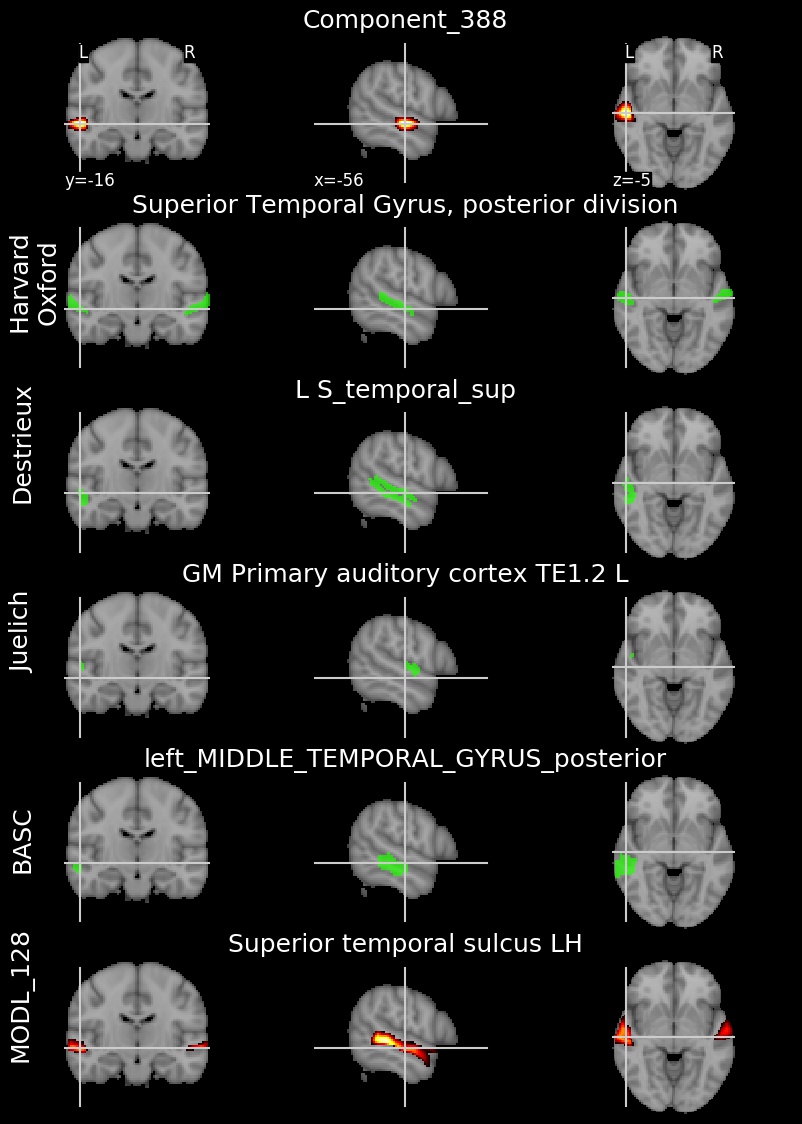 Component_388
L R
L R
y=-16
x=-56
z=-5
Superior Temporal Gyrus, posterior division
Harvard
Oxford
L S_temporal_sup
Destrieux
GM Primary auditory cortex TE1.2 L
Juelich
left_MIDDLE_TEMPORAL_GYRUS_posterior
BASC
Superior temporal sulcus LH
MODL_128